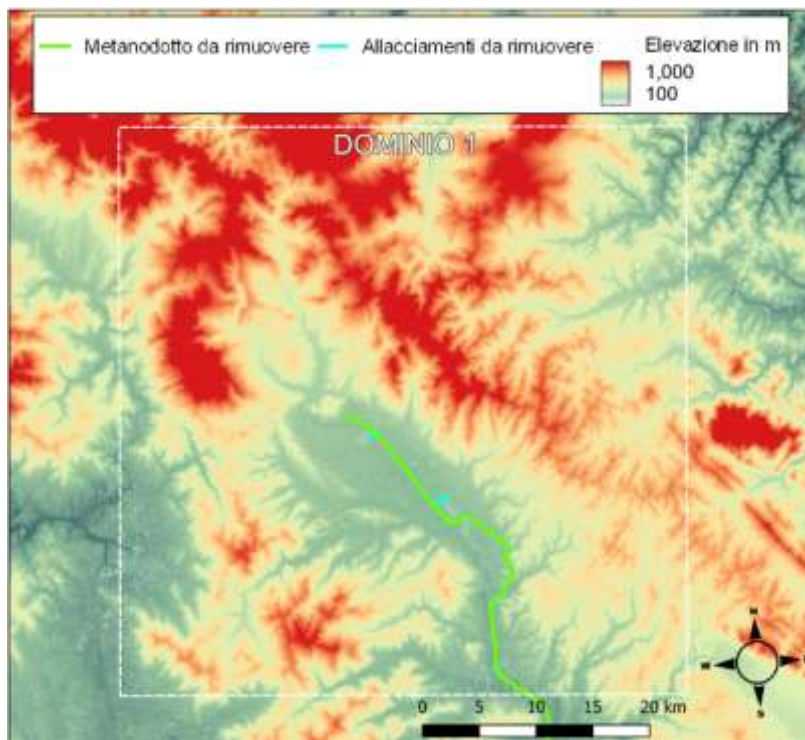 Metanodotto da rimuovere Allacciamenti da rimuovere Elevazione in m
1,000
100
DOMINIO 1
N
W
S
0 5 10 15 20 km